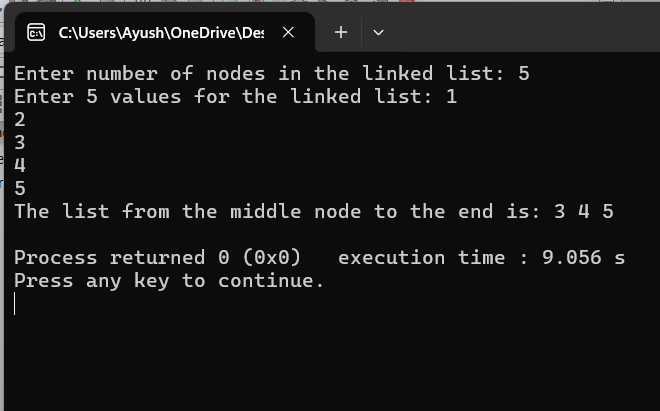 C:\Users\Ayush\OneDrive\Des
Enter number of nodes in the linked list: 5
Enter 5 values for the linked list: 1
2
3
4
5
The list from the middle node to the end is: 3 4 5
Process returned 0 (0x0)   execution time : 9.056 s
Press any key to continue.